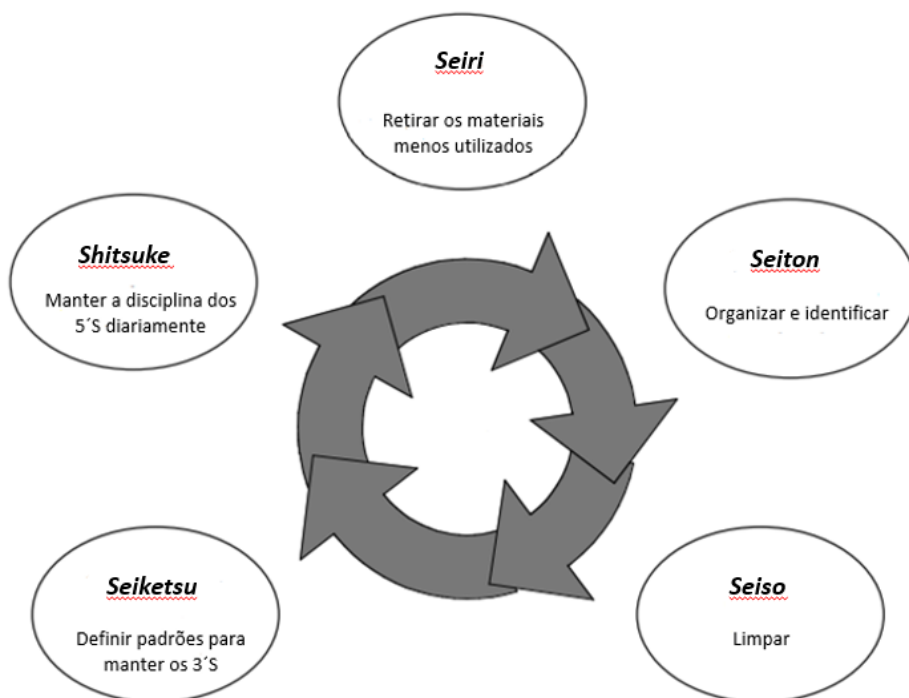 Seiri
Retirar os materiais
menos utilizados
Shitsuke
Manter a disciplina dos
5´S diariamente
Seiton
Organizar e identificar
Seiketsu
Definir padrões para
manter os 3´S
Seiso
Limpar